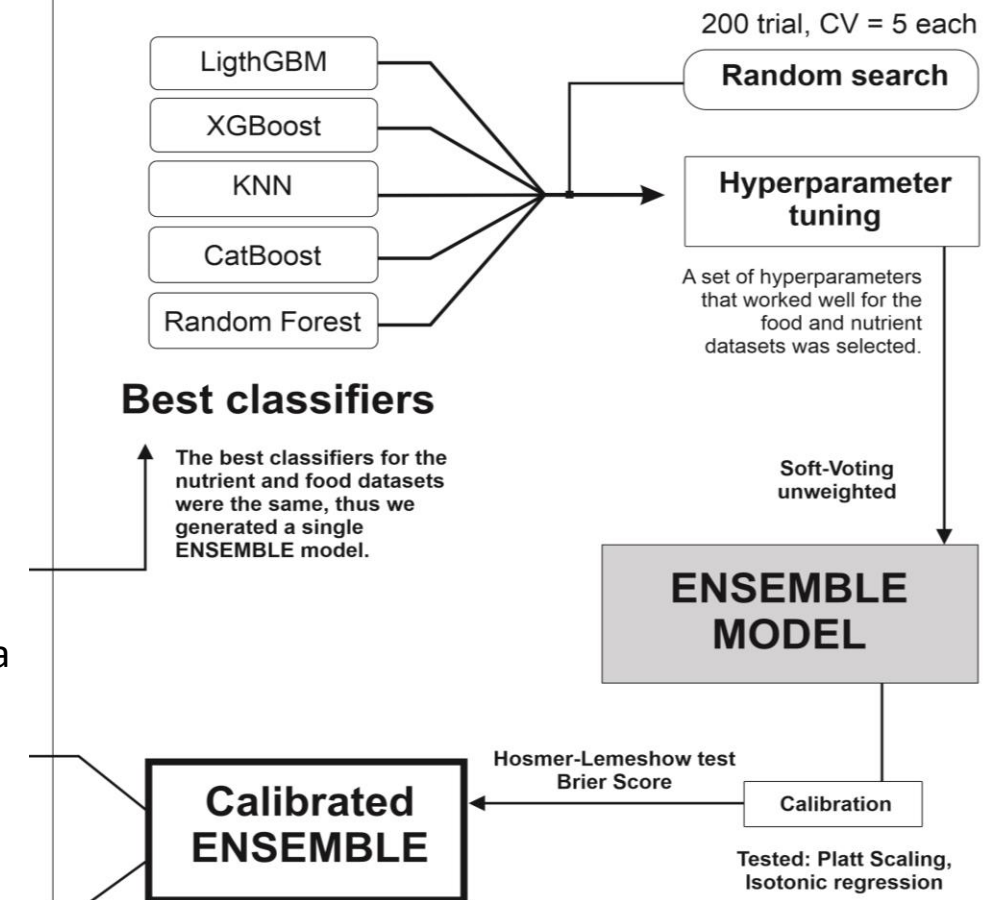 200 trial, CV = 5 each
Random search
LigthGBM
XGBoost
KNN
CatBoost
Random Forest
Hyperparameter
tuning
A set of hyperparameters
that worked well for the
food and nutrient
datasets was selected.
Best classifiers
The best classifiers for the
nutrient and food datasets
were the same, thus we
generated a single
ENSEMBLE model.
Soft-Voting
unweighted
ENSEMBLE
MODEL
a
Hosmer-Lemeshow test
Brier Score
Calibration
Calibrated
ENSEMBLE
Tested: Platt Scaling,
Isotonic regression